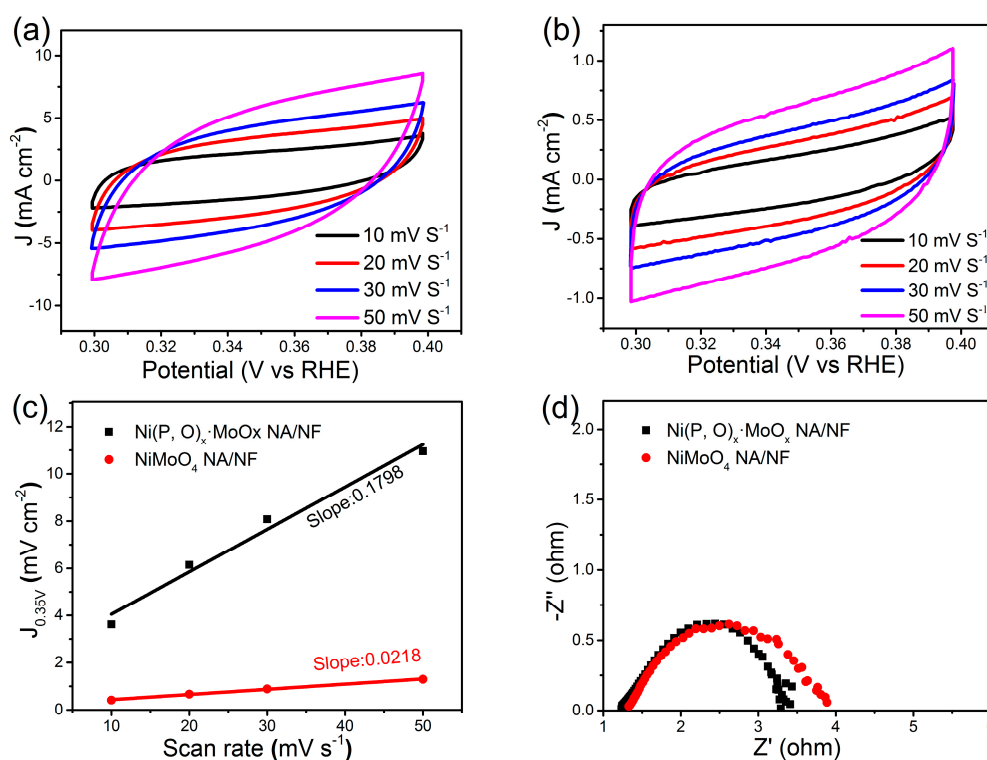 (a)
10
5
0
-5
-10
J (mA cm⁻²)
10 mV S⁻¹
20 mV S⁻¹
30 mV S⁻¹
50 mV S⁻¹
0.30 0.32 0.34 0.36 0.38 0.40
Potential (V vs RHE)
(b)
1.0
0.5
0.0
-0.5
-1.0
J (mA cm⁻²)
10 mV S⁻¹
20 mV S⁻¹
30 mV S⁻¹
50 mV S⁻¹
0.30 0.32 0.34 0.36 0.38 0.40
Potential (V vs RHE)
(c)
12
10
8
6
4
2
0
J₀.₃₅ᵥ (mV cm⁻²)
Ni(P, O)ₓ·MoOx NA/NF
NiMoO₄ NA/NF
Slope:0.1798
Slope:0.0218
10 20 30 40 50
Scan rate (mV s⁻¹)
(d)
2.0
1.5
1.0
0.5
0.0
-Z" (ohm)
Ni(P, O)ₓ·MoOₓ NA/NF
NiMoO₄ NA/NF
1 2 3 4 5 6
Z' (ohm)